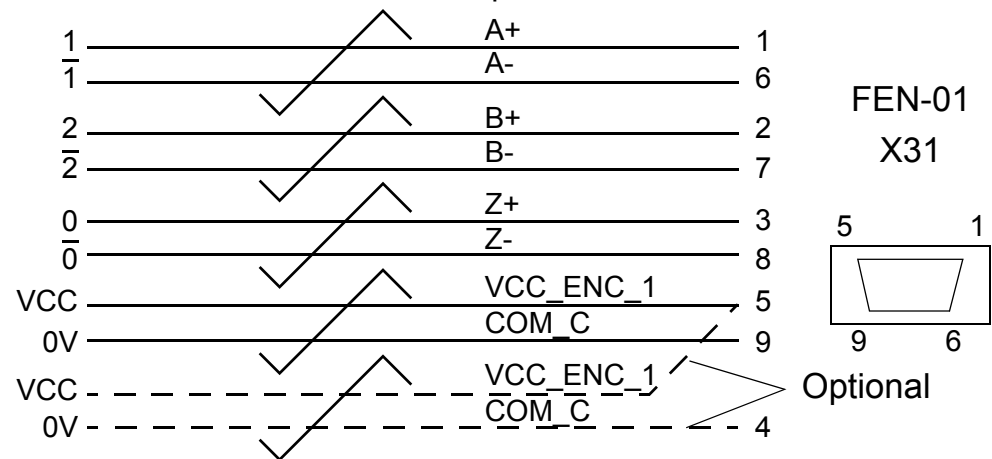 1 A+ 1
1̅ A- 6
2 B+ 2
2̅ B- 7
0 Z+ 3
0̅ Z- 8
VCC VCC_ENC_1 5
0V COM_C 9
VCC VCC_ENC_1
0V COM_C 4
Optional
FEN-01
X31
5 1
9 6